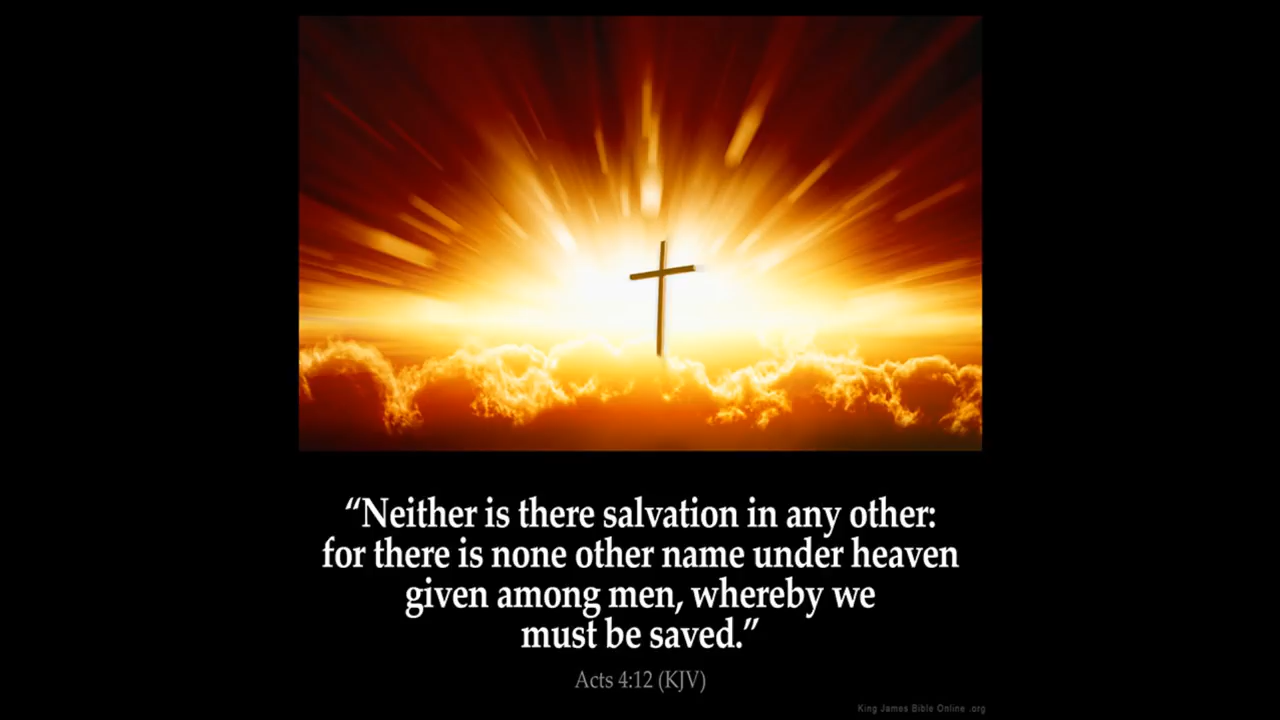 “Neither is there salvation in any other:
for there is none other name under heaven
given among men, whereby we
must be saved.”
Acts 4:12 (KJV)
King James Bible Online .org